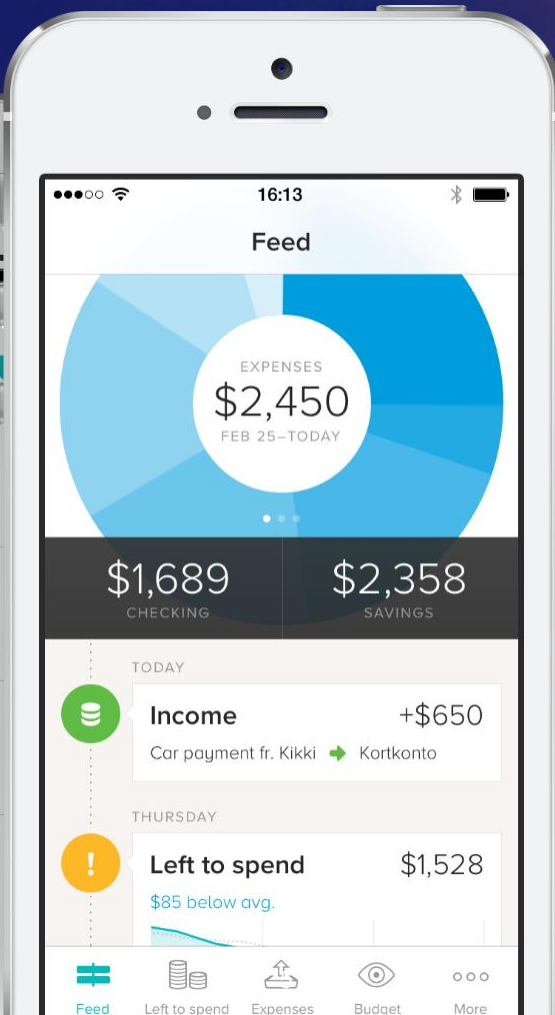 16:13
Feed
EXPENSES
$2,450
FEB 25–TODAY
$1,689 $2,358
CHECKING SAVINGS
TODAY
Income +$650
Car payment fr. Kikki Kortkonto
THURSDAY
! Left to spend $1,528
$85 below avg.
Feed Left to spend Expenses Budget More